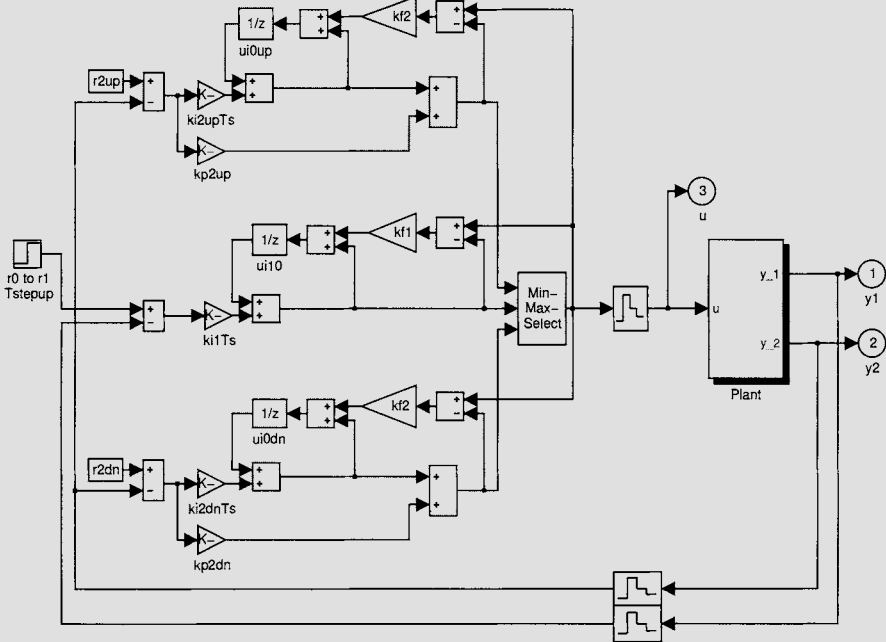 1/z
+
+
kf2
+
−
ui0up
r2up
+
−
K−
+
+
+
+
ki2upTs
K−
kp2up
3
u
1/z
+
+
kf1
+
−
ui10
r0 to r1
Tstepup
+
−
K−
+
+
ki1Ts
Min−
Max−
Select
u
y_1
y_2
Plant
1
y1
2
y2
1/z
+
+
kf2
+
−
ui0dn
r2dn
+
−
K−
+
+
+
+
ki2dnTs
K−
kp2dn